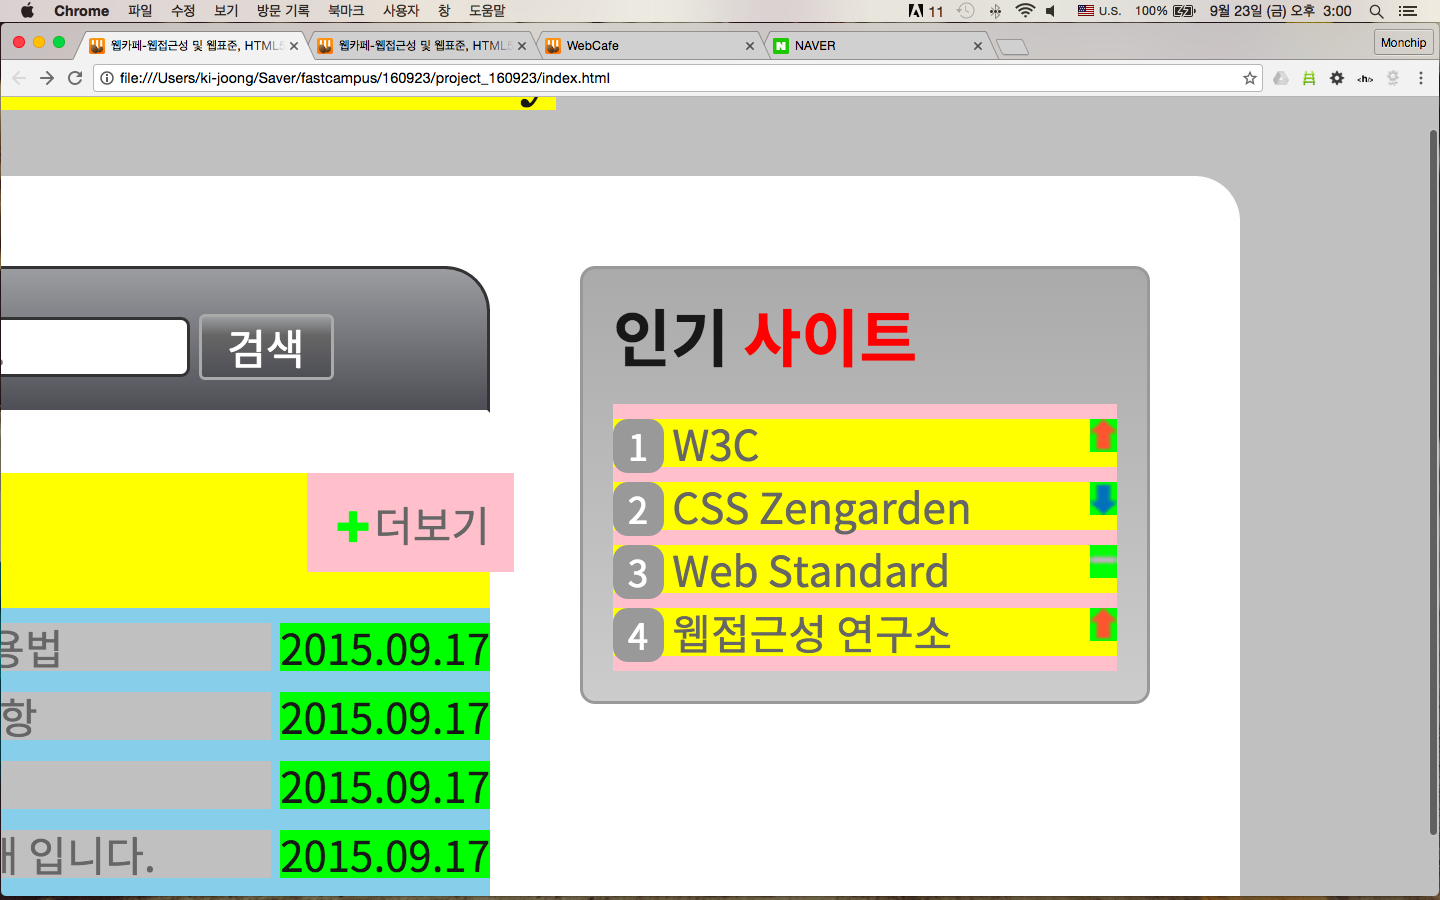 Chrome 파일 수정 보기 방문 기록 북마크 사용자 창 도움말 11 U.S. 100% 9월 23일 (금) 오후 3:00
웹카페-웹접근성 및 웹표준, HTML5 웹카페-웹접근성 및 웹표준, HTML5 WebCafe NAVER Monchip
file:///Users/ki-joong/Saver/fastcampus/160923/project_160923/index.html
검색
인기 사이트
1 W3C
2 CSS Zengarden
3 Web Standard
4 웹접근성 연구소
더보기
용법 2015.09.17
항 2015.09.17
2015.09.17
입니다. 2015.09.17